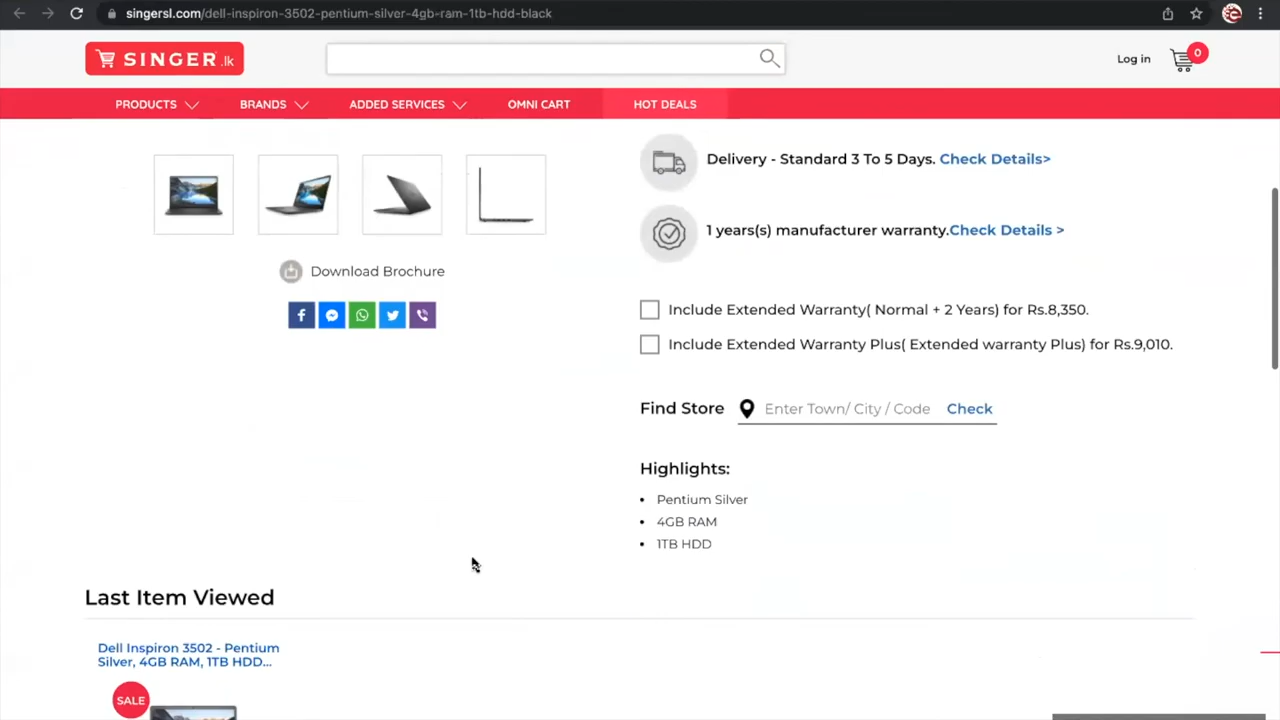 singersl.com/dell-inspiron-3502-pentium-silver-4gb-ram-1tb-hdd-black
SINGER.lk
Log in
0
PRODUCTS
BRANDS
ADDED SERVICES
OMNI CART
HOT DEALS
Delivery - Standard 3 To 5 Days. Check Details>
1 years(s) manufacturer warranty.Check Details >
Download Brochure
Include Extended Warranty( Normal + 2 Years) for Rs.8,350.
Include Extended Warranty Plus( Extended warranty Plus) for Rs.9,010.
Find Store Enter Town/ City / Code Check
Highlights:
• Pentium Silver
• 4GB RAM
• 1TB HDD
Last Item Viewed
Dell Inspiron 3502 - Pentium
Silver, 4GB RAM, 1TB HDD...
SALE